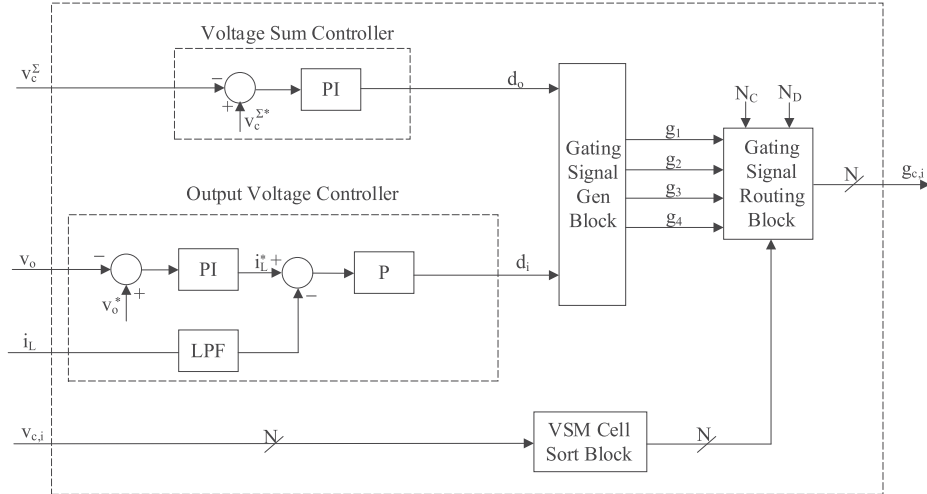 Voltage Sum Controller
v_c^Σ
−
PI
+
v_c^Σ*
d_o
Gating
Signal
Gen
Block
g_1
g_2
g_3
g_4
N_C
N_D
Gating
Signal
Routing
Block
N
g_c,i
Output Voltage Controller
v_o
−
+
v_o*
PI
i_L*
+
−
P
d_i
i_L
LPF
v_c,i
N
VSM Cell
Sort Block
N